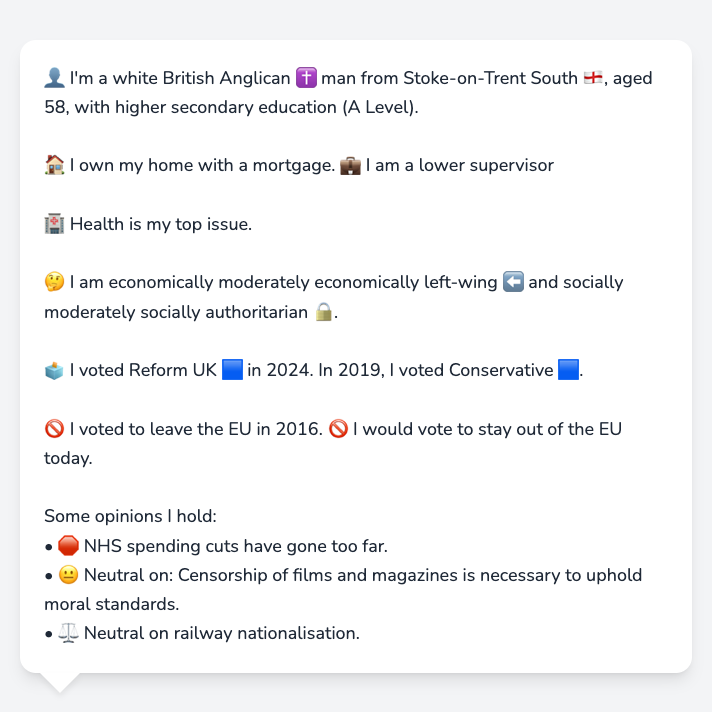 👤 I'm a white British Anglican ✝️ man from Stoke-on-Trent South 🏴󠁧󠁢󠁥󠁮󠁧󠁿, aged
58, with higher secondary education (A Level).
🏠 I own my home with a mortgage. 💼 I am a lower supervisor
🏥 Health is my top issue.
🤔 I am economically moderately economically left-wing ⬅️ and socially
moderately socially authoritarian 🔒.
🗳️ I voted Reform UK 🟦 in 2024. In 2019, I voted Conservative 🟦.
🚫 I voted to leave the EU in 2016. 🚫 I would vote to stay out of the EU
today.
Some opinions I hold:
• 🛑 NHS spending cuts have gone too far.
• 😐 Neutral on: Censorship of films and magazines is necessary to uphold
moral standards.
• ⚖️ Neutral on railway nationalisation.